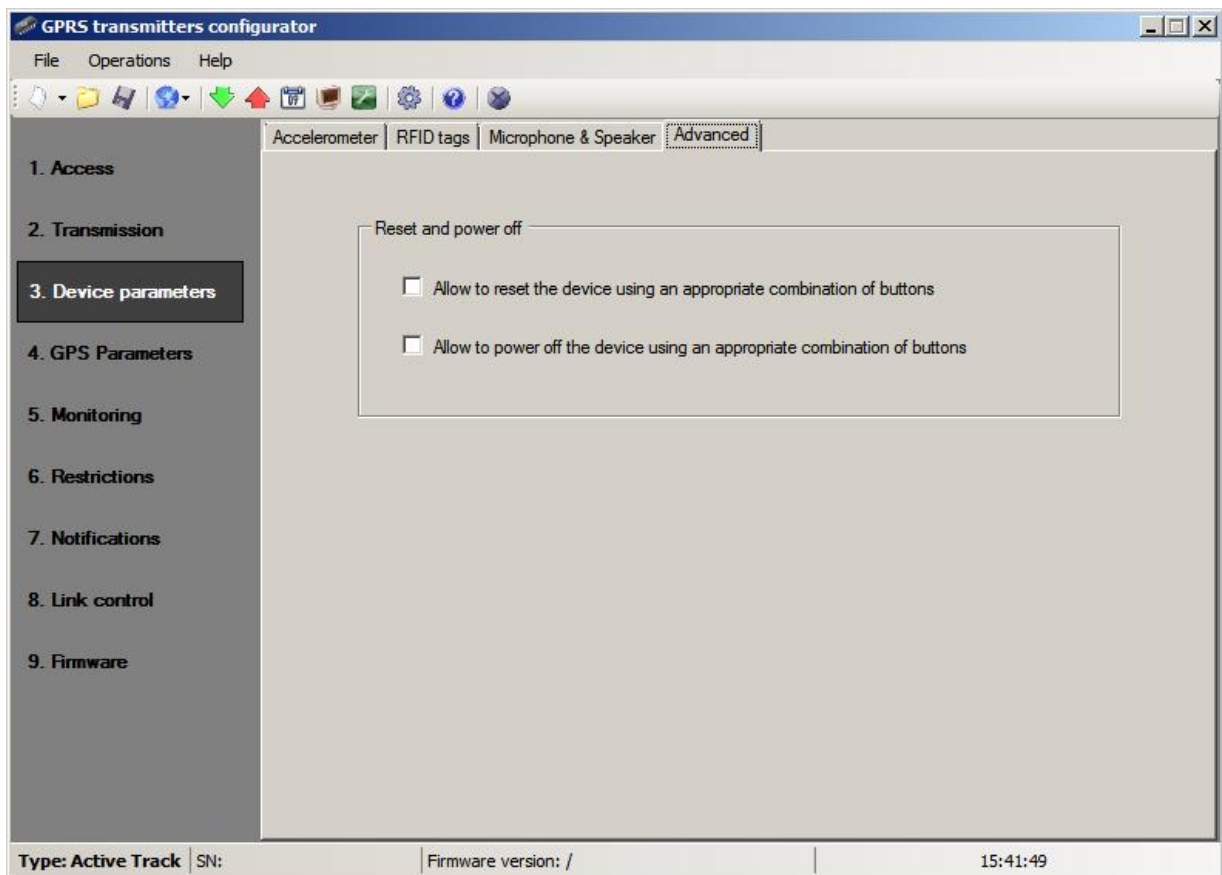 GPRS transmitters configurator
File Operations Help
Accelerometer RFID tags Microphone & Speaker Advanced
1. Access
2. Transmission
3. Device parameters
4. GPS Parameters
5. Monitoring
6. Restrictions
7. Notifications
8. Link control
9. Firmware
Reset and power off
Allow to reset the device using an appropriate combination of buttons
Allow to power off the device using an appropriate combination of buttons
Type: Active Track SN: Firmware version: / 15:41:49